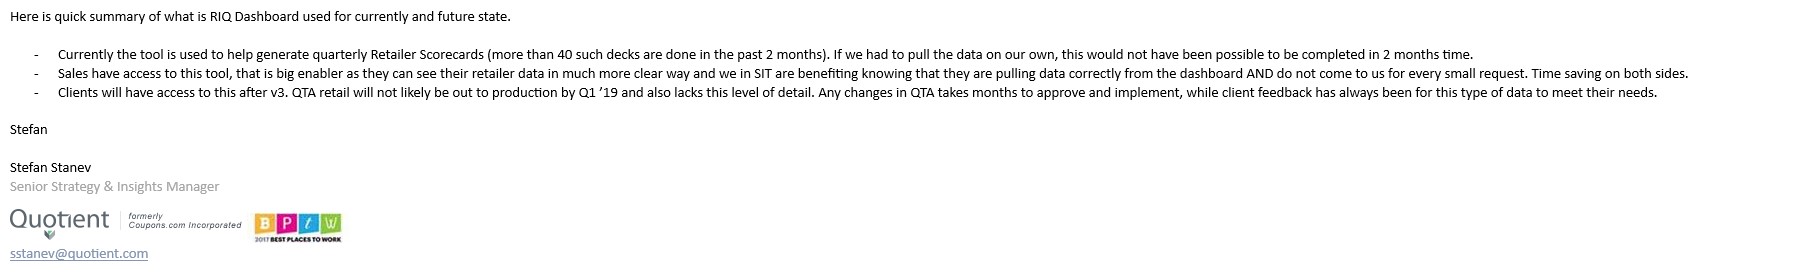 Here is quick summary of what is RIQ Dashboard used for currently and future state.
- Currently the tool is used to help generate quarterly Retailer Scorecards (more than 40 such decks are done in the past 2 months). If we had to pull the data on our own, this would not have been possible to be completed in 2 months time.
- Sales have access to this tool, that is big enabler as they can see their retailer data in much more clear way and we in SIT are benefiting knowing that they are pulling data correctly from the dashboard AND do not come to us for every small request. Time saving on both sides.
- Clients will have access to this after v3. QTA retail will not likely be out to production by Q1 '19 and also lacks this level of detail. Any changes in QTA takes months to approve and implement, while client feedback has always been for this type of data to meet their needs.
Stefan
Stefan Stanev
Senior Strategy & Insights Manager
Quotient formerly
Coupons.com Incorporated
B P t W
2017 BEST PLACES TO WORK
sstanev@quotient.com